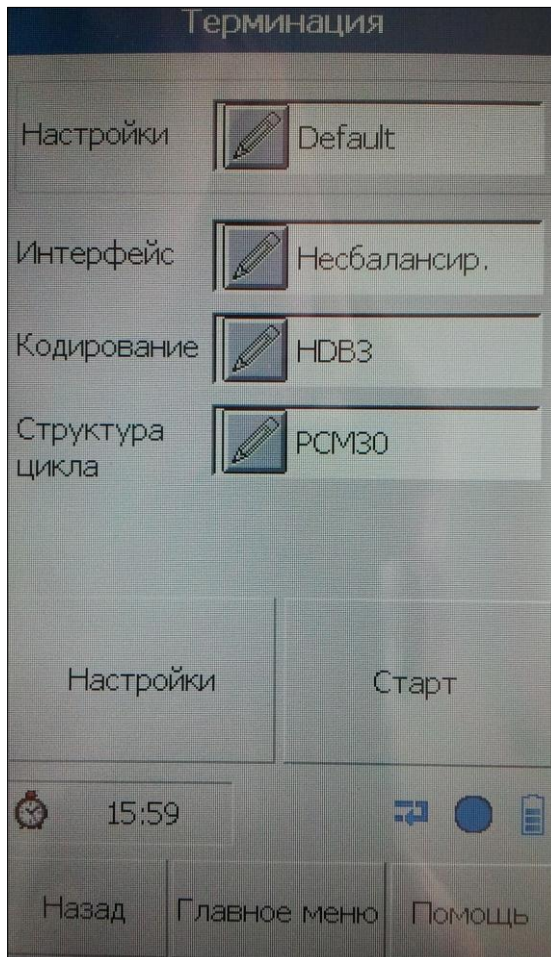 Терминация
Настройки
Default
Интерфейс
Несбалансир.
Кодирование
HDB3
Структура
цикла
PCM30
Настройки
Старт
15:59
Назад
Главное меню
Помощь